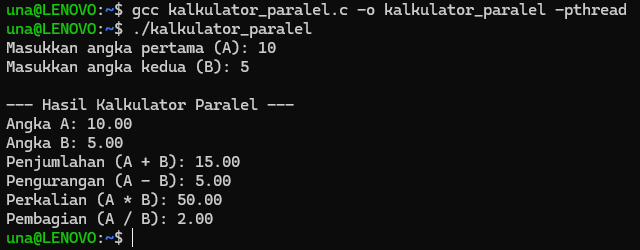 una@LENOVO:~$ gcc kalkulator_paralel.c -o kalkulator_paralel -pthread
una@LENOVO:~$ ./kalkulator_paralel
Masukkan angka pertama (A): 10
Masukkan angka kedua (B): 5

--- Hasil Kalkulator Paralel ---
Angka A: 10.00
Angka B: 5.00
Penjumlahan (A + B): 15.00
Pengurangan (A - B): 5.00
Perkalian (A * B): 50.00
Pembagian (A / B): 2.00
una@LENOVO:~$